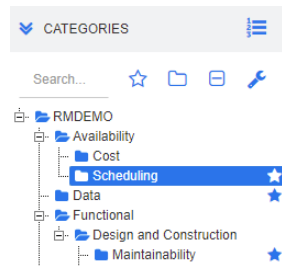 CATEGORIES
Search...
RMDEMO
Availability
Cost
Scheduling
Data
Functional
Design and Construction
Maintainability